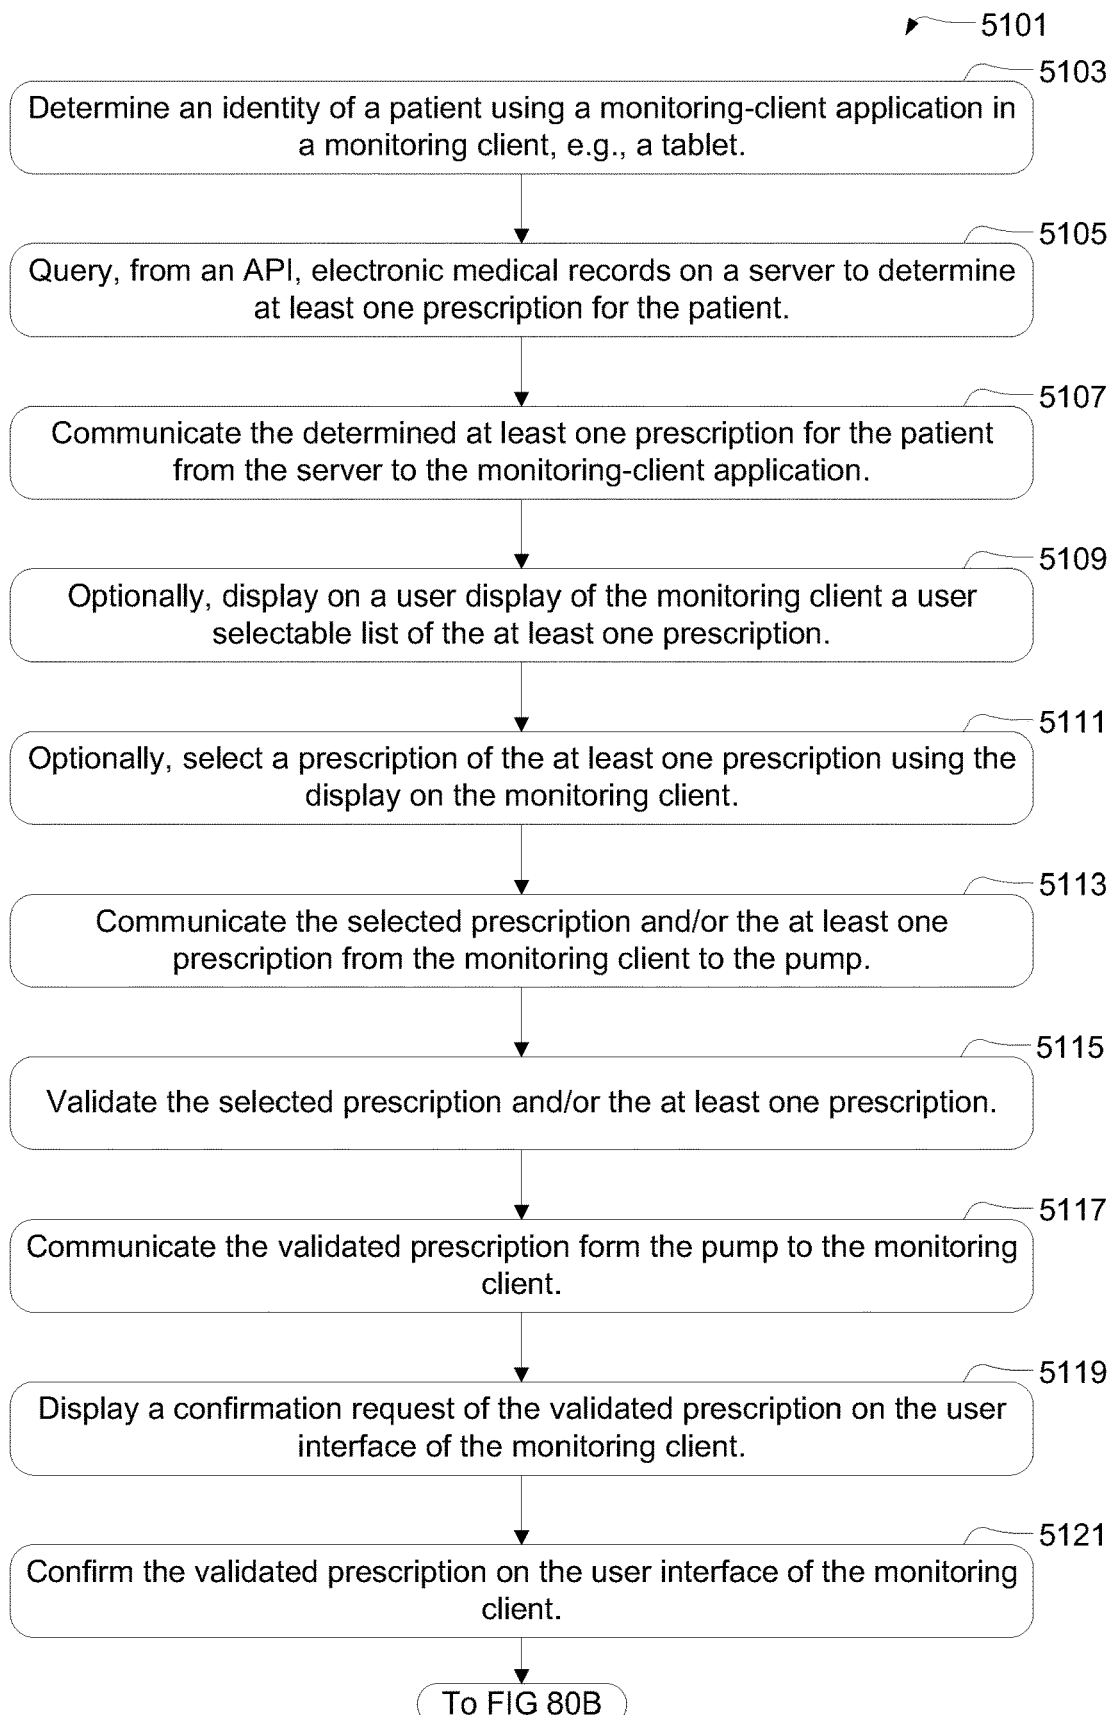 5101
5103
Determine an identity of a patient using a monitoring-client application in
a monitoring client, e.g., a tablet.
5105
Query, from an API, electronic medical records on a server to determine
at least one prescription for the patient.
5107
Communicate the determined at least one prescription for the patient
from the server to the monitoring-client application.
5109
Optionally, display on a user display of the monitoring client a user
selectable list of the at least one prescription.
5111
Optionally, select a prescription of the at least one prescription using the
display on the monitoring client.
5113
Communicate the selected prescription and/or the at least one
prescription from the monitoring client to the pump.
5115
Validate the selected prescription and/or the at least one prescription.
5117
Communicate the validated prescription form the pump to the monitoring
client.
5119
Display a confirmation request of the validated prescription on the user
interface of the monitoring client.
5121
Confirm the validated prescription on the user interface of the monitoring
client.
To FIG 80B